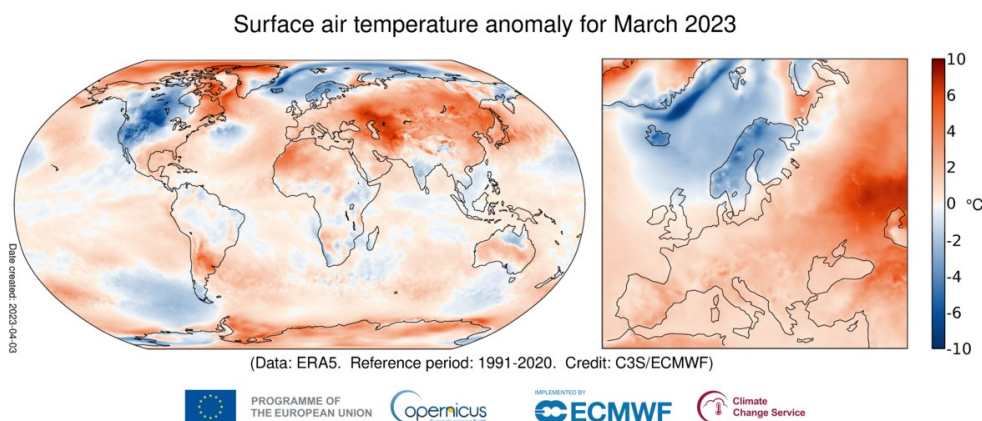 Surface air temperature anomaly for March 2023
10
8
6
4
2
0
-2
-4
-6
-8
-10
°C
Date created: 2023-04-03
(Data: ERA5. Reference period: 1991-2020. Credit: C3S/ECMWF)
PROGRAMME OF
THE EUROPEAN UNION
opernicus
IMPLEMENTED BY
ECMWF
Climate
Change Service